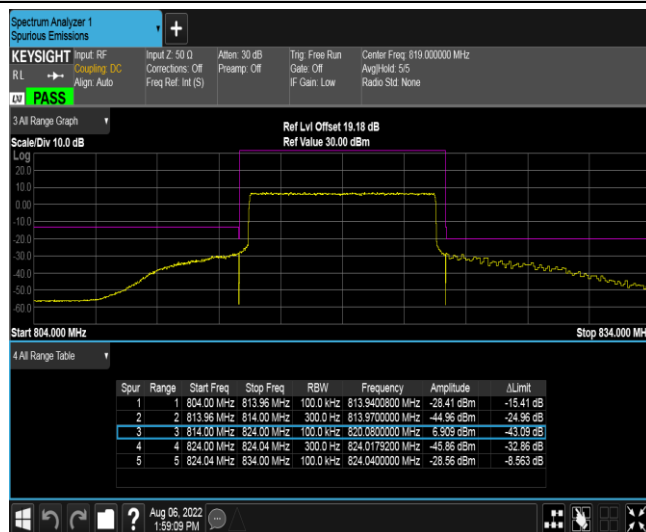 Spectrum Analyzer 1
Spurious Emissions
+
KEYSIGHT Input: RF Input Z: 50 Ω Atten: 30 dB Trig: Free Run Center Freq: 819.000000 MHz
RL Coupling: DC Corrections: Off Preamp: Off Gate: Off Avg|Hold: 5/5
Align: Auto Freq Ref: Int (S) IF Gain: Low Radio Std: None
LXI PASS
3 All Range Graph
Ref Lvl Offset 19.18 dB
Scale/Div 10.0 dB Ref Value 30.00 dBm
Log
20.0
10.0
0.00
-10.0
-20.0
-30.0
-40.0
-50.0
-60.0
Start 804.000 MHz Stop 834.000 MH
4 All Range Table
Spur Range Start Freq Stop Freq RBW Frequency Amplitude ΔLimit
1 1 804.00 MHz 813.96 MHz 100.0 kHz 813.9400800 MHz -28.41 dBm -15.41 dB
2 2 813.96 MHz 814.00 MHz 300.0 Hz 813.9700000 MHz -44.96 dBm -24.96 dB
3 3 814.00 MHz 824.00 MHz 100.0 kHz 820.0800000 MHz 6.909 dBm -43.09 dB
4 4 824.00 MHz 824.04 MHz 300.0 Hz 824.0179200 MHz -45.86 dBm -32.86 dB
5 5 824.04 MHz 834.00 MHz 100.0 kHz 824.0400000 MHz -28.56 dBm -8.563 dB
? Aug 06, 2022
1:59:09 PM